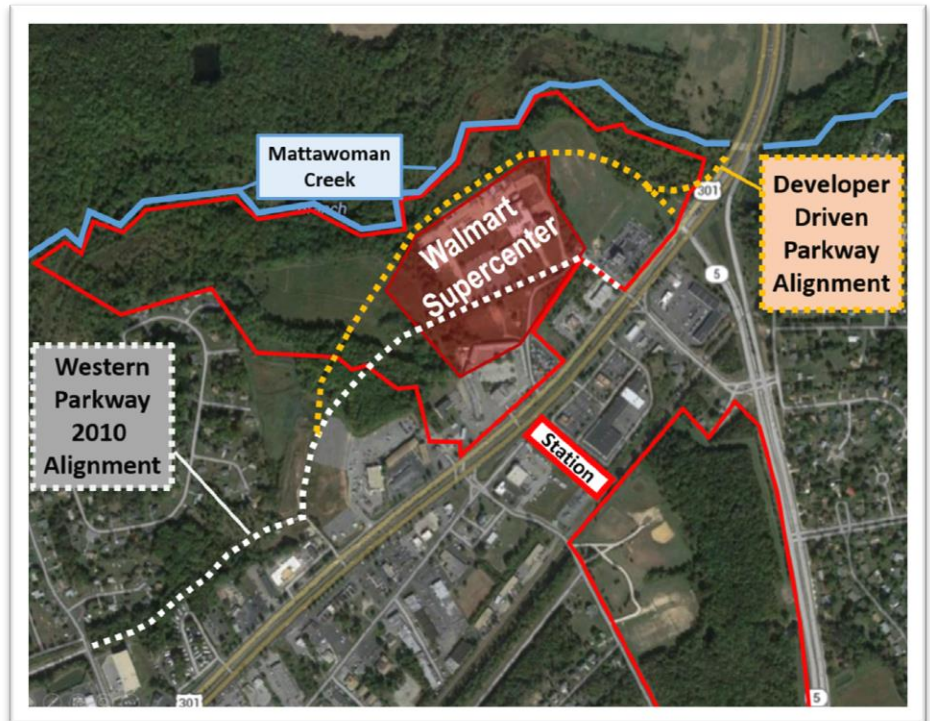 Mattawoman
Creek
301
Developer
Driven
Parkway
Alignment
Walmart
Supercenter
5
Western
Parkway
2010
Alignment
Station
301
5